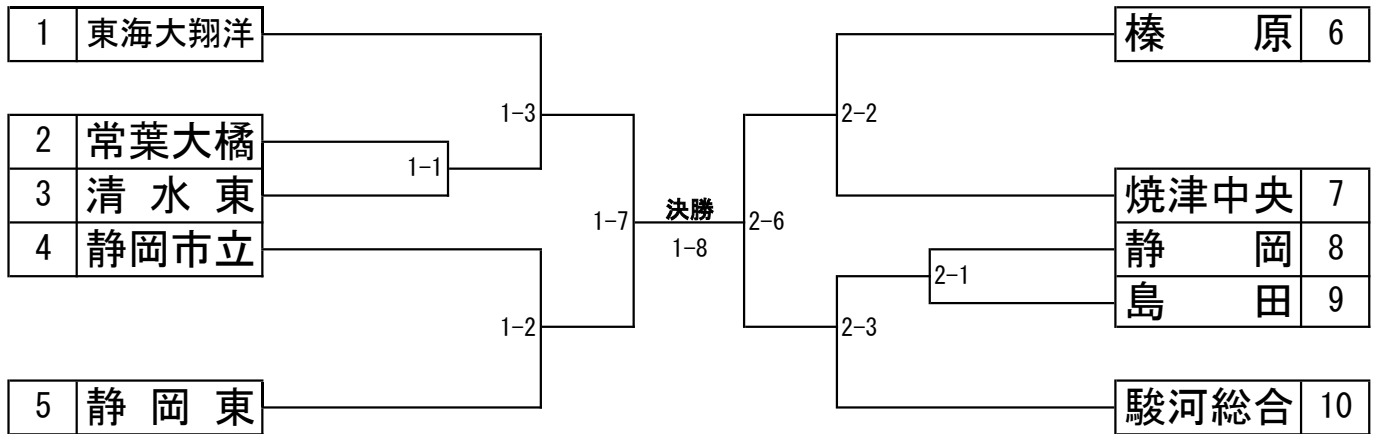 1 東海大翔洋
2 常葉大橘
3 清水東
4 静岡市立
5 静岡東
1-3
1-1
1-2
1-7
決勝
1-8
2-6
2-2
2-1
2-3
榛原 6
焼津中央 7
静岡 8
島田 9
駿河総合 10